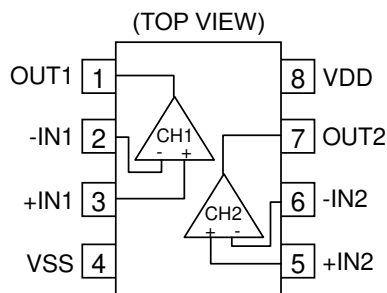 (TOP VIEW)
OUT1 1 8 VDD
CH1
- +
-IN1 2 7 OUT2
+IN1 3 6 -IN2
CH2
+ -
VSS 4 5 +IN2